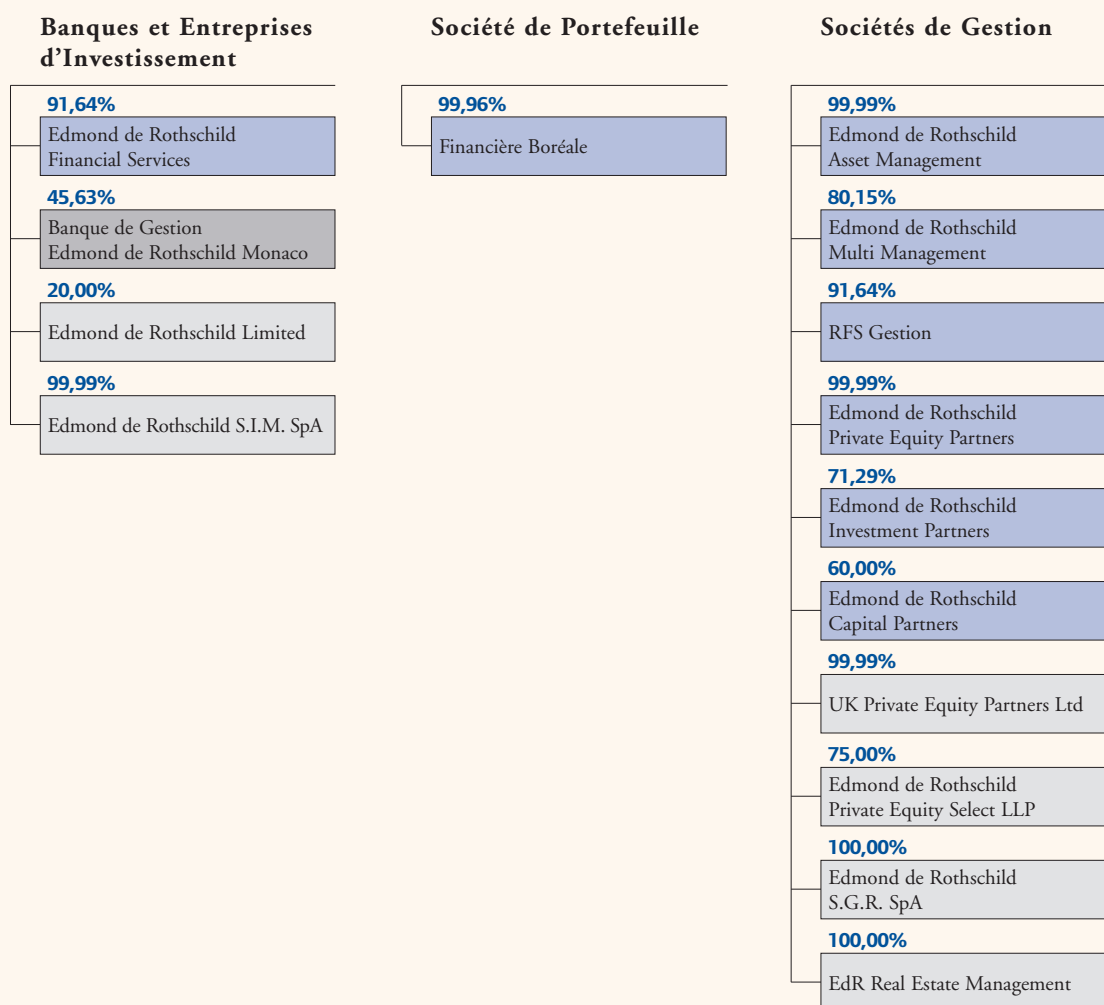 Banques et Entreprises
d'Investissement
91,64%
Edmond de Rothschild
Financial Services
45,63%
Banque de Gestion
Edmond de Rothschild Monaco
20,00%
Edmond de Rothschild Limited
99,99%
Edmond de Rothschild S.I.M. SpA
Société de Portefeuille
99,96%
Financière Boréale
Sociétés de Gestion
99,99%
Edmond de Rothschild
Asset Management
80,15%
Edmond de Rothschild
Multi Management
91,64%
RFS Gestion
99,99%
Edmond de Rothschild
Private Equity Partners
71,29%
Edmond de Rothschild
Investment Partners
60,00%
Edmond de Rothschild
Capital Partners
99,99%
UK Private Equity Partners Ltd
75,00%
Edmond de Rothschild
Private Equity Select LLP
100,00%
Edmond de Rothschild
S.G.R. SpA
100,00%
EdR Real Estate Management